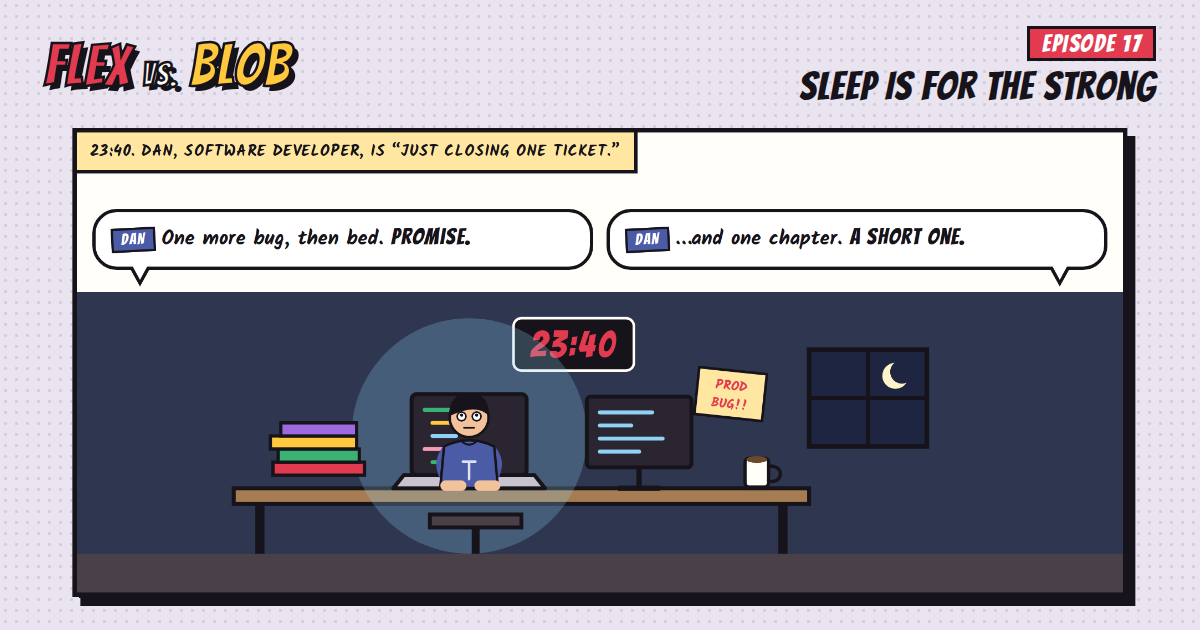 FLEX VS. BLOB
EPISODE 17
SLEEP IS FOR THE STRONG
23:40. DAN, SOFTWARE DEVELOPER, IS “JUST CLOSING ONE TICKET.”
DAN One more bug, then bed. PROMISE.
DAN ...and one chapter. A SHORT ONE.
23:40
PROD
BUG!!
T